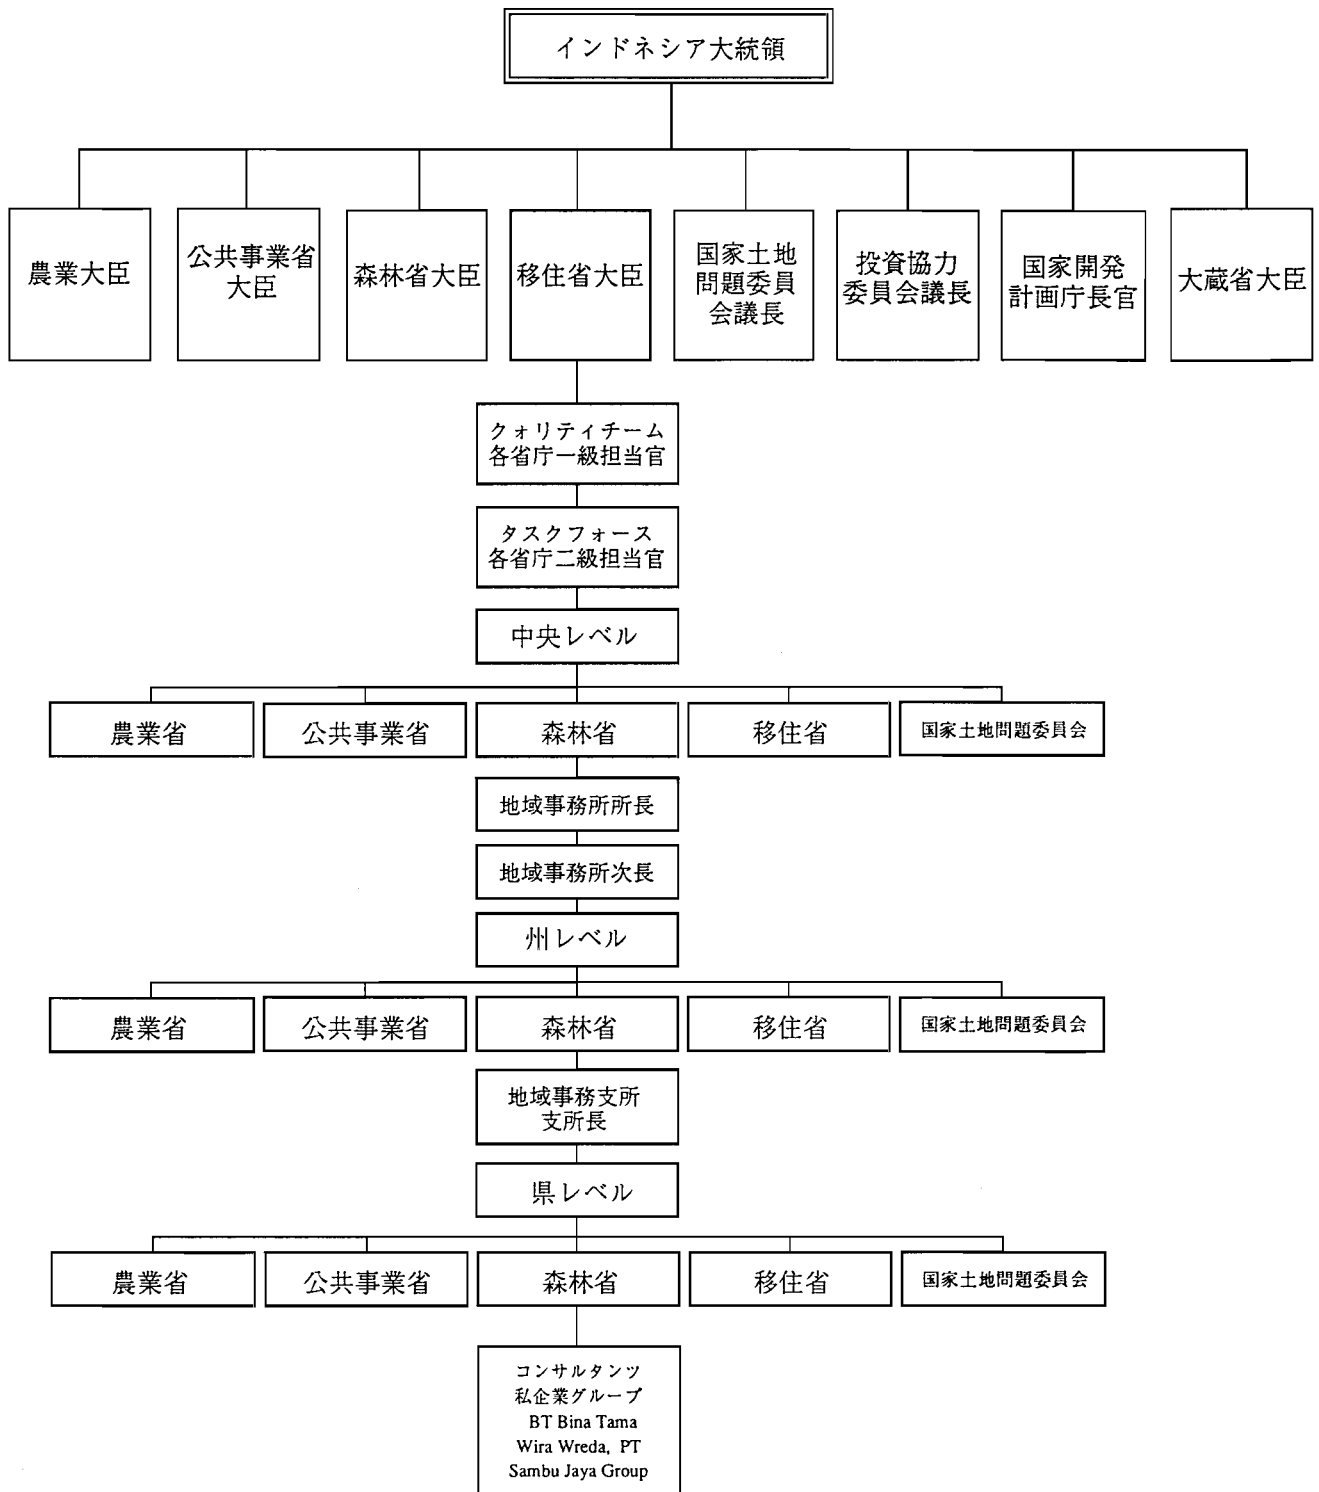 インドネシア大統領
農業大臣
公共事業省
大臣
森林省大臣
移住省大臣
国家土地
問題委員
会議長
投資協力
委員会議長
国家開発
計画庁長官
大蔵省大臣
クォリティチーム
各省庁一級担当官
タスクフォース
各省庁二級担当官
中央レベル
農業省
公共事業省
森林省
移住省
国家土地問題委員会
地域事務所所長
地域事務所次長
州レベル
農業省
公共事業省
森林省
移住省
国家土地問題委員会
地域事務支所
支所長
県レベル
農業省
公共事業省
森林省
移住省
国家土地問題委員会
コンサルタンツ
私企業グループ
BT Bina Tama
Wira Wreda, PT
Sambu Jaya Group